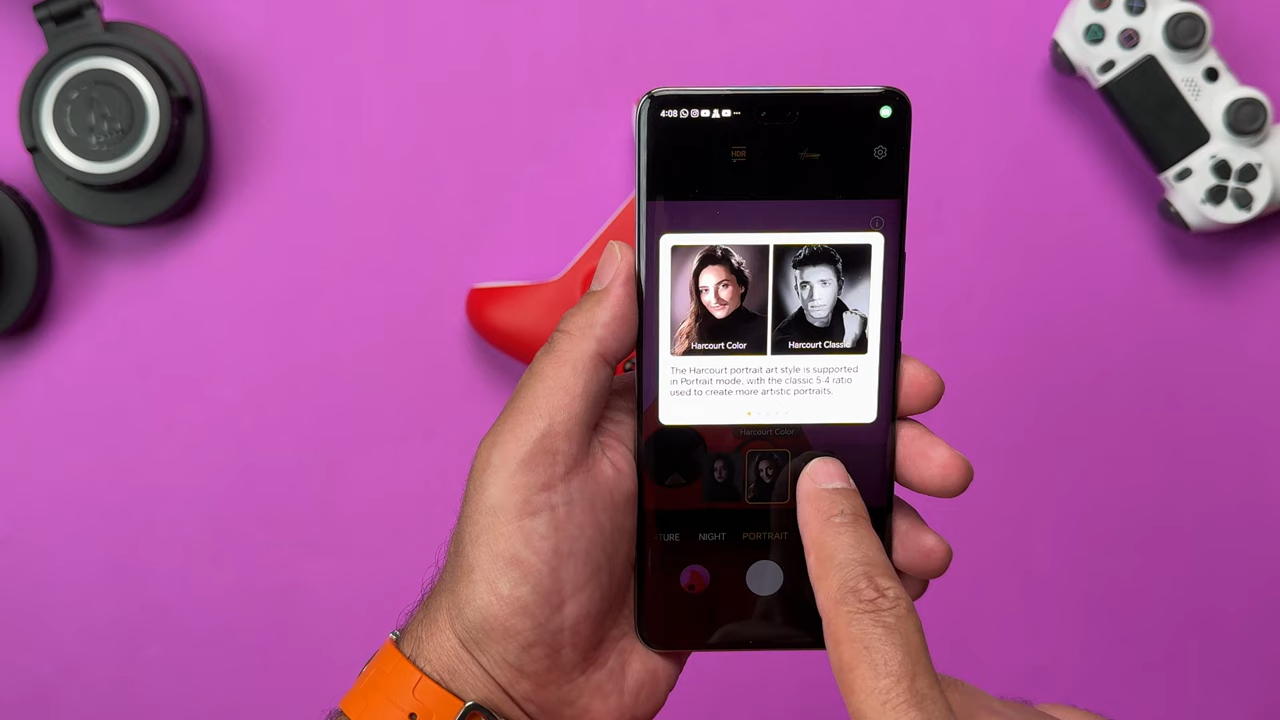 4:08
HDR
Harcourt Color
Harcourt Classic
The Harcourt portrait art style is supported
in Portrait mode, with the classic 5:4 ratio
used to create more artistic portraits.
Harcourt Color
TURE NIGHT PORTRAIT